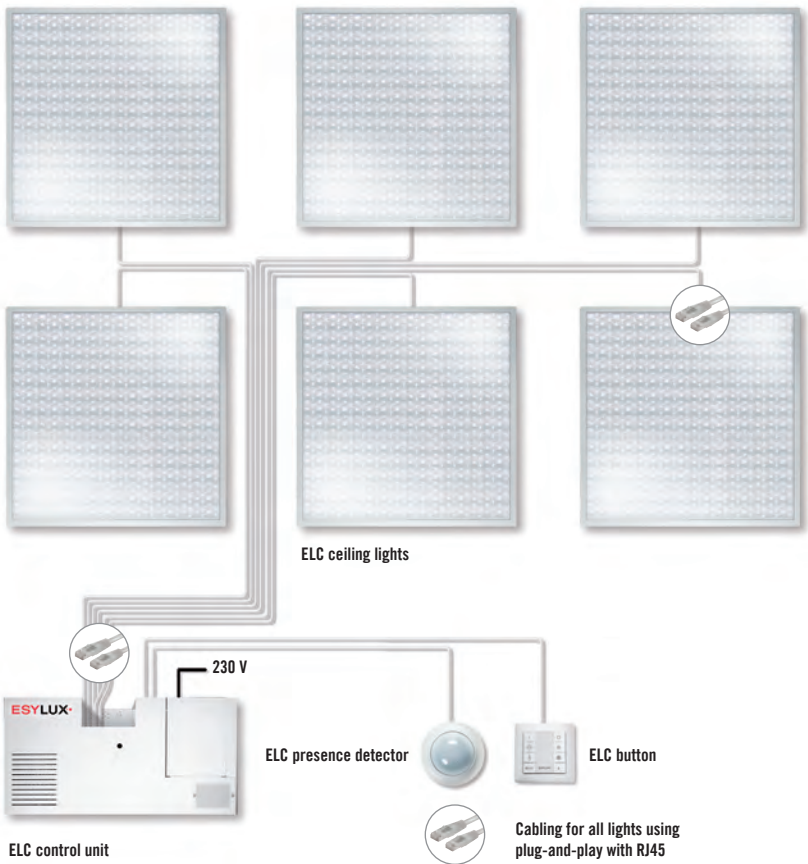 ELC ceiling lights
230 V
ESYLUX
ELC presence detector
ELC button
ELC control unit
Cabling for all lights using
plug-and-play with RJ45